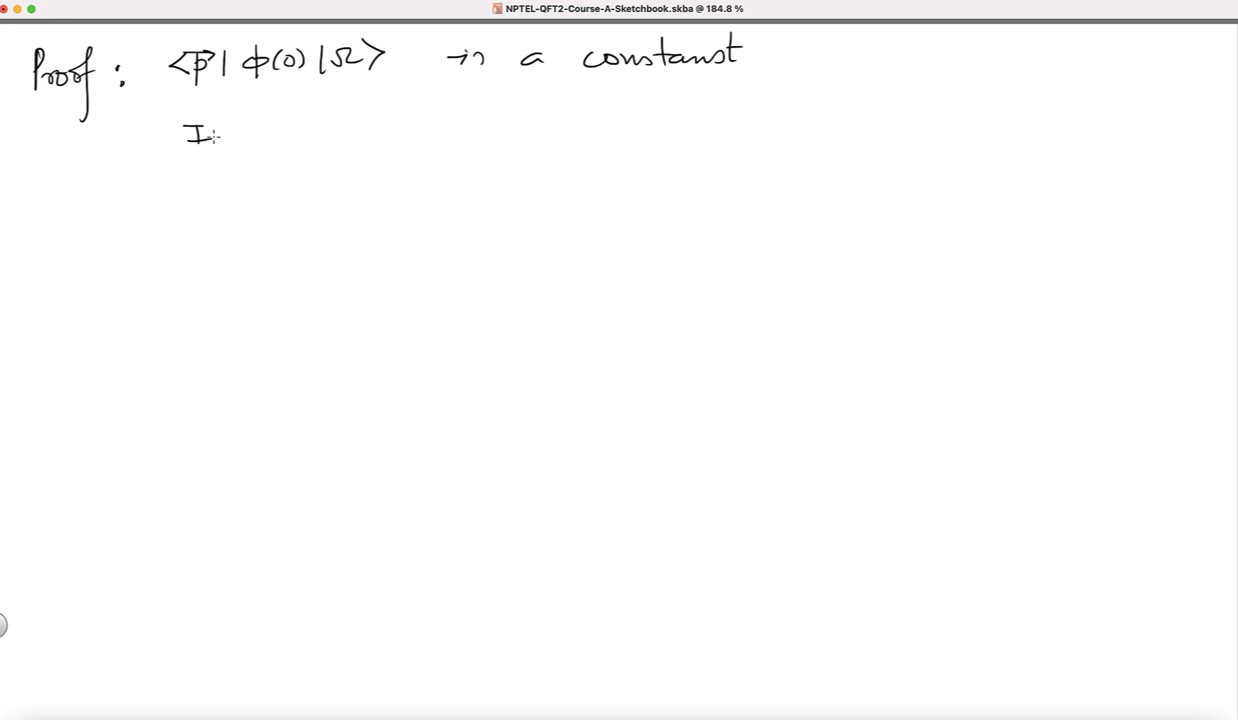 NPTEL-QFT2-Course-A-Sketchbook.skba @ 184.8 %
Proof : <p̅| ϕ(0) |Ω> is a constant
I